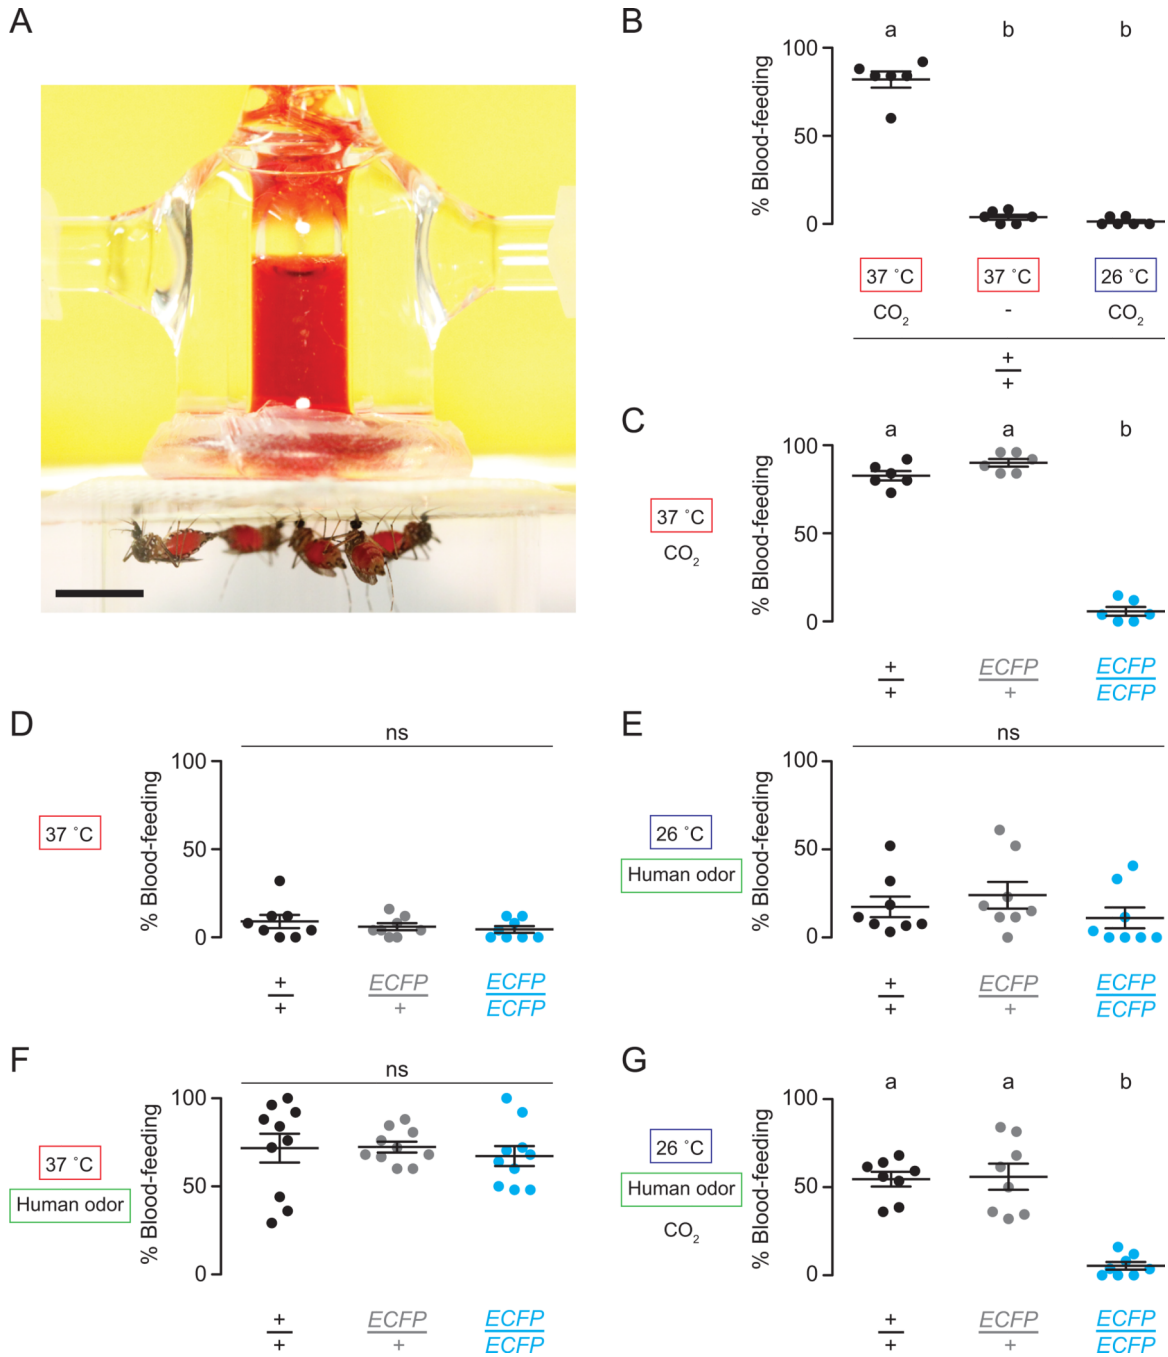 A
B
% Blood-feeding
100
50
0
a b b
37 ˚C 37 ˚C 26 ˚C
CO2 - CO2
+
+
C
37 ˚C
CO2
% Blood-feeding
100
50
0
a a b
+ ECFP ECFP
+ + ECFP
D
37 ˚C
% Blood-feeding
100
50
0
ns
+ ECFP ECFP
+ + ECFP
E
26 ˚C
Human odor
% Blood-feeding
100
50
0
ns
+ ECFP ECFP
+ + ECFP
F
37 ˚C
Human odor
% Blood-feeding
100
50
0
ns
+ ECFP ECFP
+ + ECFP
G
26 ˚C
Human odor
CO2
% Blood-feeding
100
50
0
a a b
+ ECFP ECFP
+ + ECFP